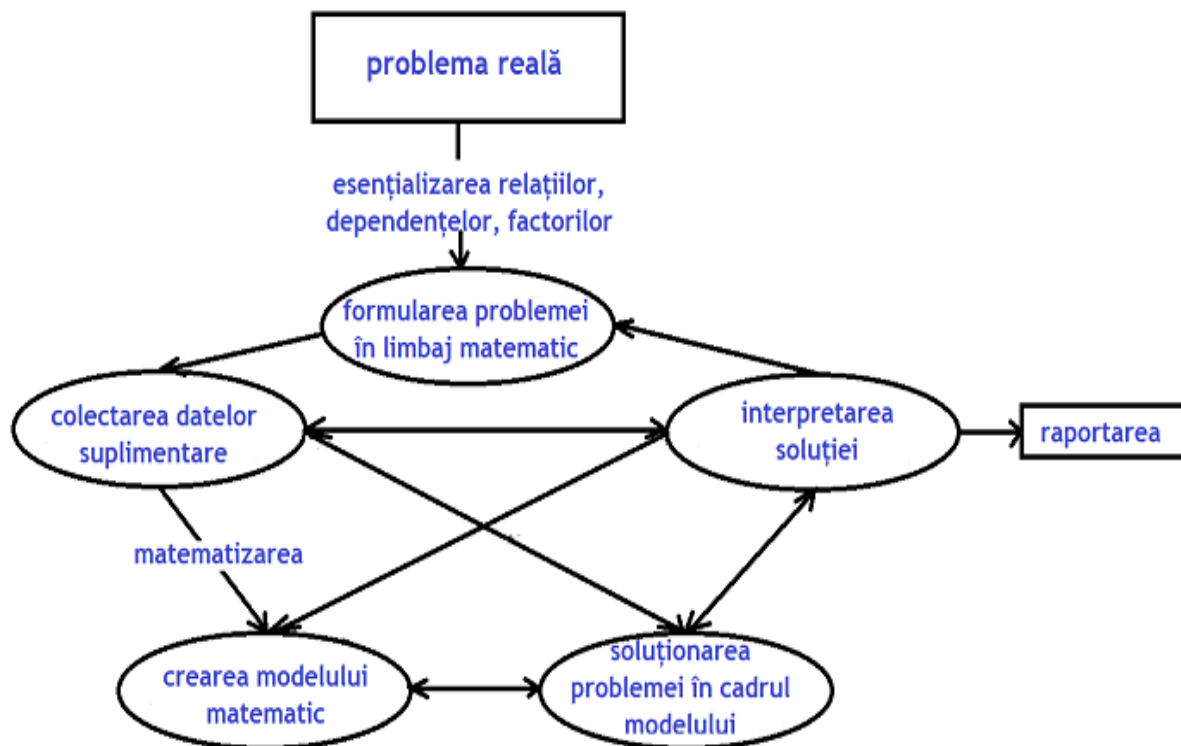 problema reală
esențializarea relațiilor,
dependențelor, factorilor
formularea problemei
în limbaj matematic
colectarea datelor
suplimentare
interpretarea
soluției
raportarea
matematizarea
crearea modelului
matematic
soluționarea
problemei în cadrul
modelului